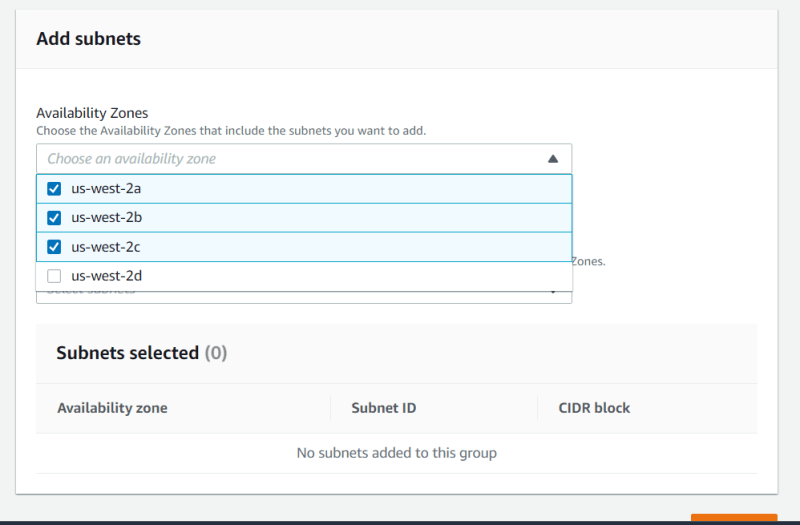 Add subnets
Availability Zones
Choose the Availability Zones that include the subnets you want to add.
Choose an availability zone
us-west-2a
us-west-2b
us-west-2c
Zones.
us-west-2d
Select subnets
Subnets selected (0)
Availability zone Subnet ID CIDR block
No subnets added to this group